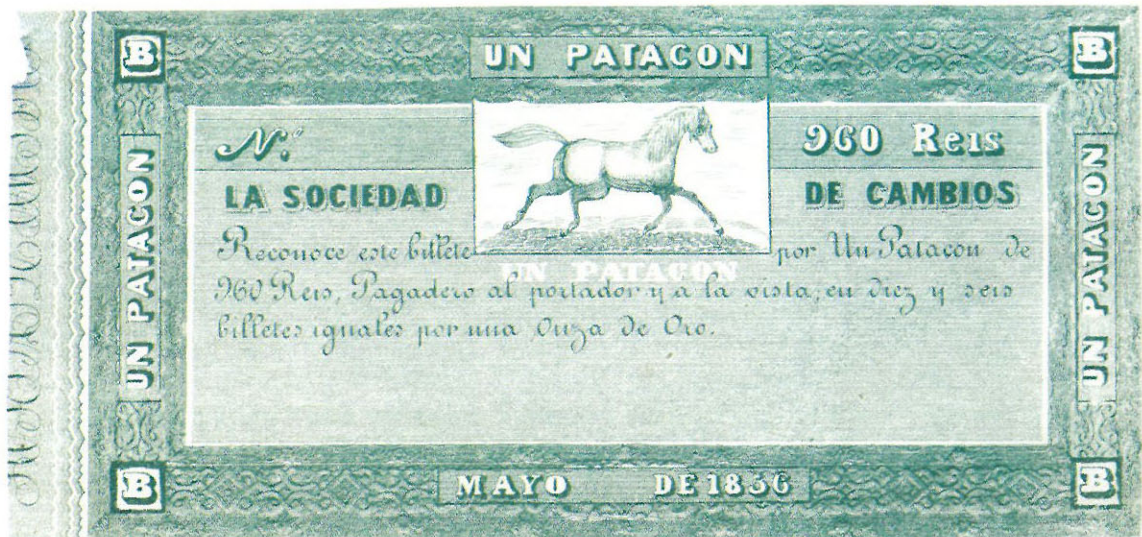 B UN PATACON B
UN PATACON
Nº. 960 Reis
LA SOCIEDAD DE CAMBIOS
Reconoce este billete por Un Patacon de
UN PATACON
960 Reis, Pagadero al portador y a la vista, en diez y seis
billetes iguales por una Onza de Oro.
UN PATACON
B MAYO DE 1836 B